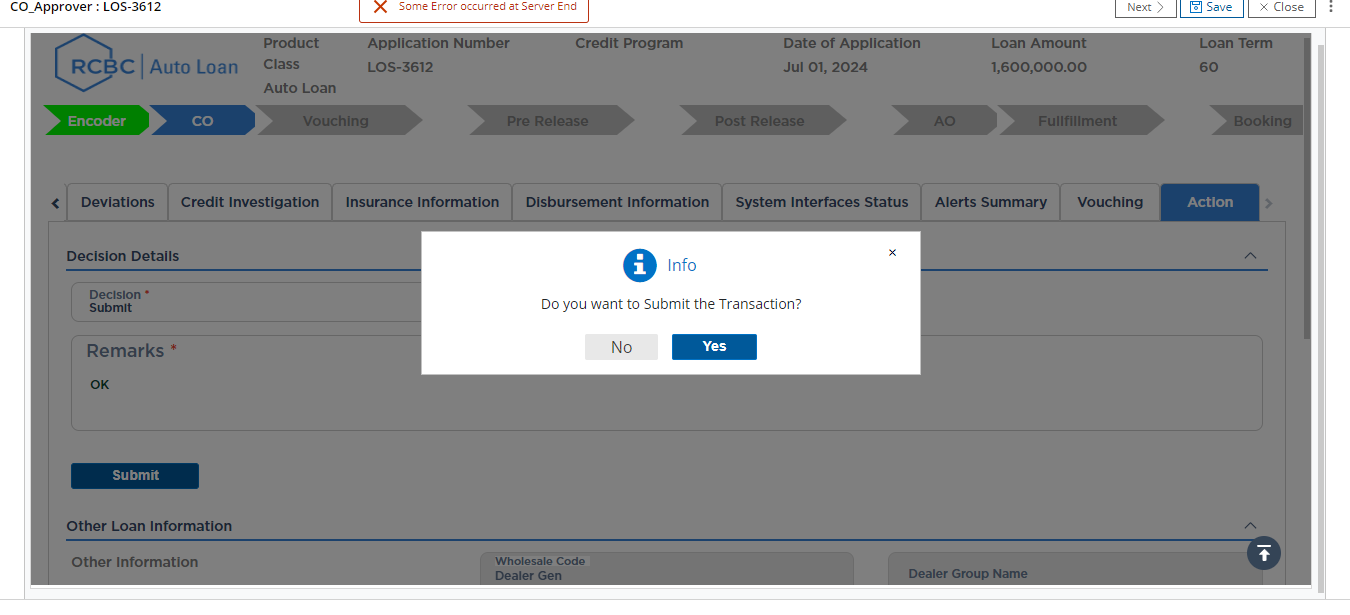 CO_Approver : LOS-3612
Some Error occurred at Server End
Next
Save
Close
RCBC Auto Loan
Product Class
Auto Loan
Application Number
LOS-3612
Credit Program
Date of Application
Jul 01, 2024
Loan Amount
1,600,000.00
Loan Term
60
Encoder
CO
Vouching
Pre Release
Post Release
AO
Fullfillment
Booking
Deviations
Credit Investigation
Insurance Information
Disbursement Information
System Interfaces Status
Alerts Summary
Vouching
Action
Decision Details
Decision *
Submit
Remarks *
OK
Info
Do you want to Submit the Transaction?
No
Yes
Submit
Other Loan Information
Other Information
Wholesale Code
Dealer Gen
Dealer Group Name